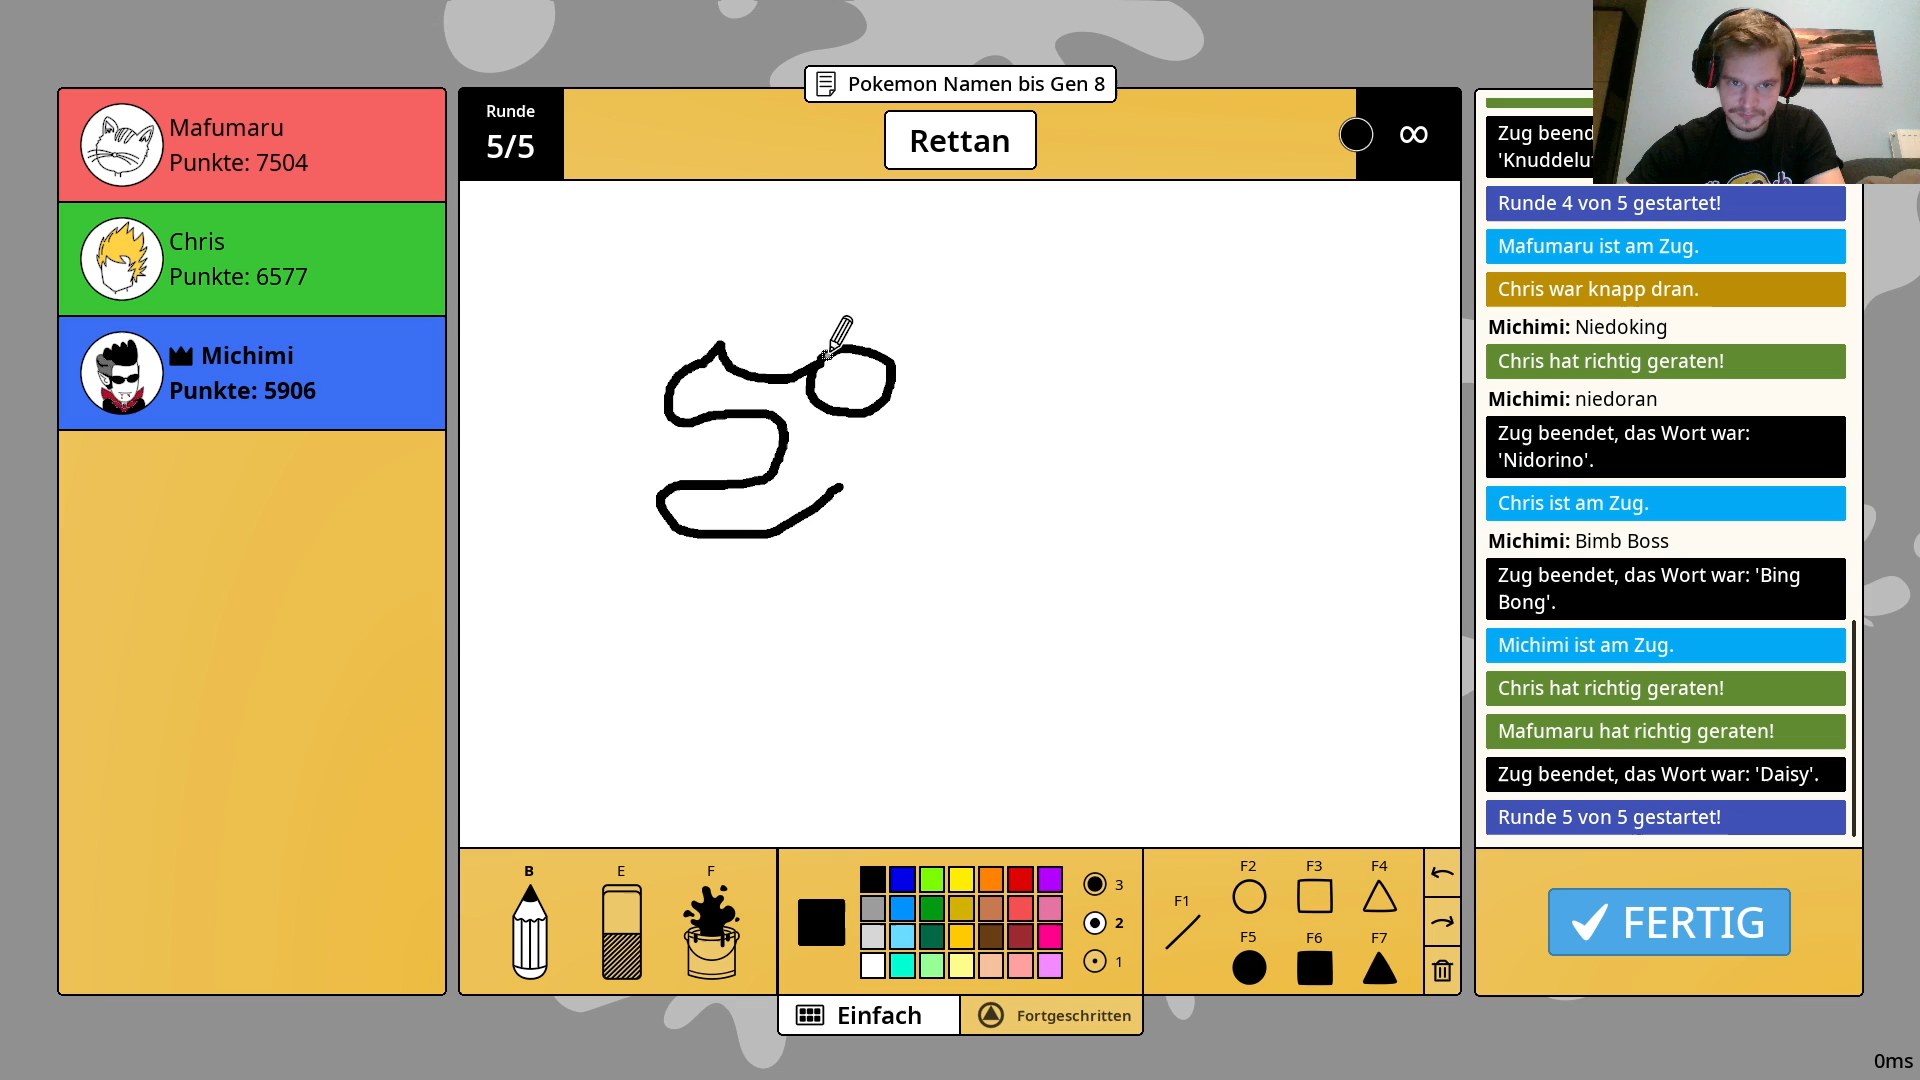 Pokemon Namen bis Gen 8
Runde
5/5
Rettan
∞
Mafumaru
Punkte: 7504
Chris
Punkte: 6577
Michimi
Punkte: 5906
Zug beend
'Knuddelu
Runde 4 von 5 gestartet!
Mafumaru ist am Zug.
Chris war knapp dran.
Michimi: Niedoking
Chris hat richtig geraten!
Michimi: niedoran
Zug beendet, das Wort war:
'Nidorino'.
Chris ist am Zug.
Michimi: Bimb Boss
Zug beendet, das Wort war: 'Bing
Bong'.
Michimi ist am Zug.
Chris hat richtig geraten!
Mafumaru hat richtig geraten!
Zug beendet, das Wort war: 'Daisy'.
Runde 5 von 5 gestartet!
B
E
F
3
2
1
F1
F2
F3
F4
F5
F6
F7
FERTIG
Einfach
Fortgeschritten
0ms